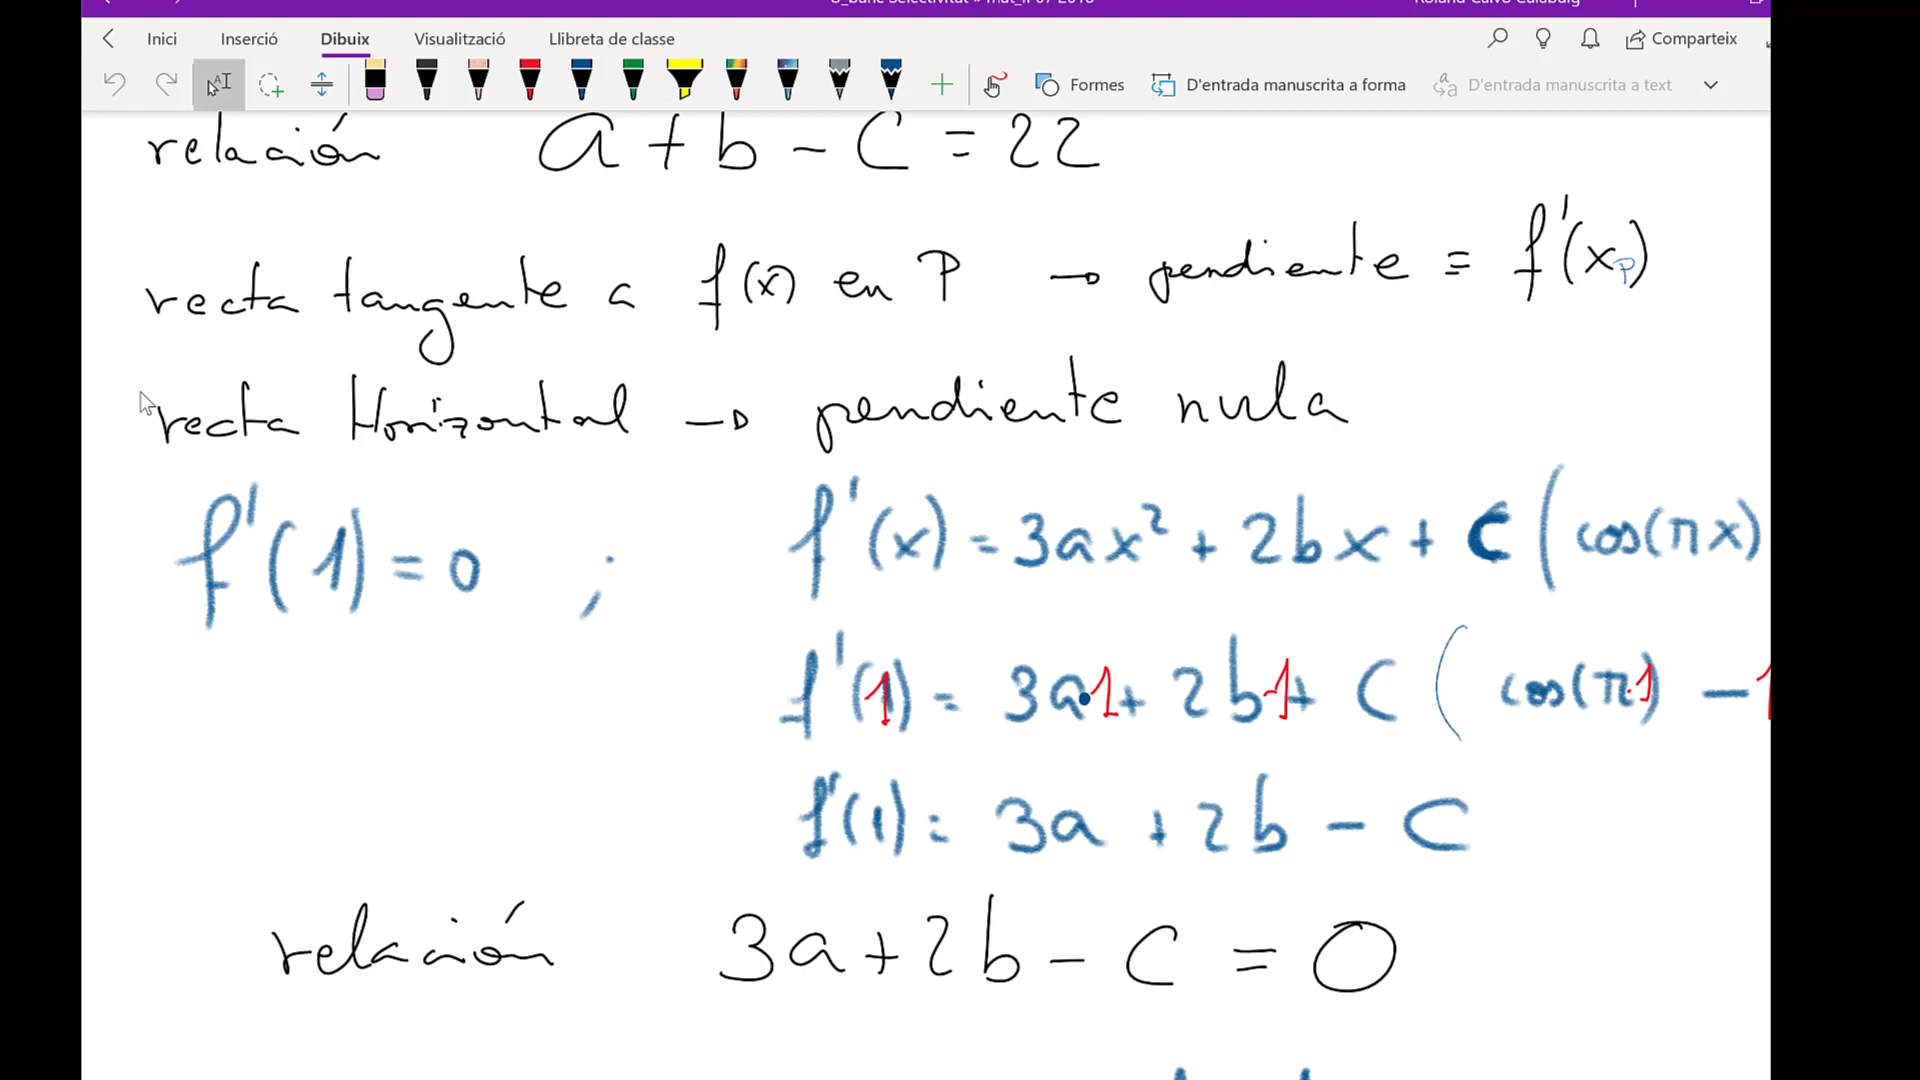 Inici Inserció Dibuix Visualització Llibreta de classe Comparteix
Formes D'entrada manuscrita a forma D'entrada manuscrita a text
relación a + b - c = 22
recta tangente a f(x) en P → pendiente = f'(xₚ)
recta Horizontal → pendiente nula
f'(1) = 0 ; f'(x) = 3ax² + 2bx + c (cos(πx)
f'(1) = 3a·1 + 2b·1 + c ( cos(π·1) - 1
f'(1) = 3a + 2b - c
relación 3a + 2b - c = 0